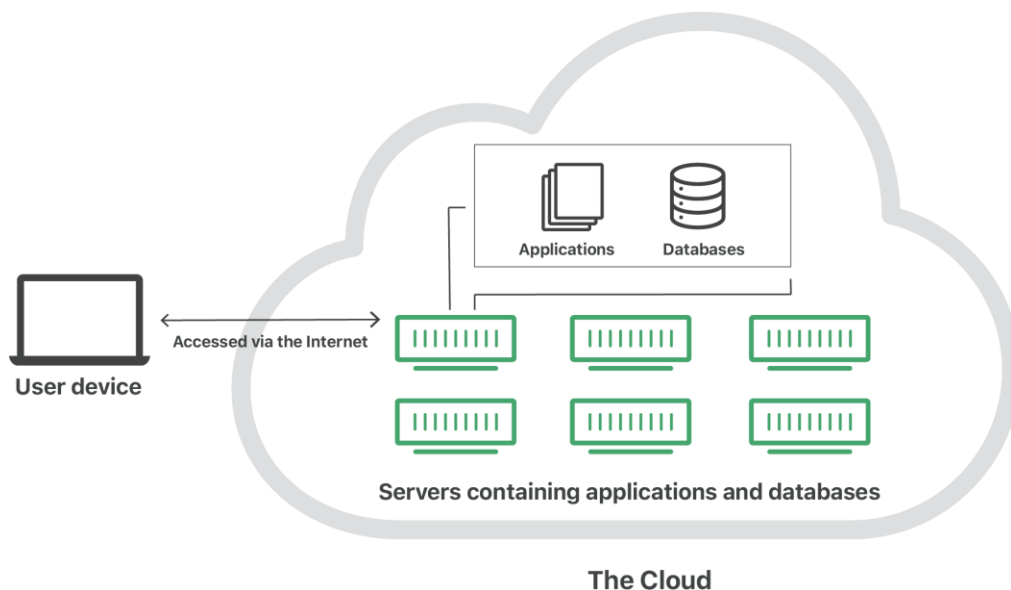 Applications
Databases
Accessed via the Internet
User device
Servers containing applications and databases
The Cloud